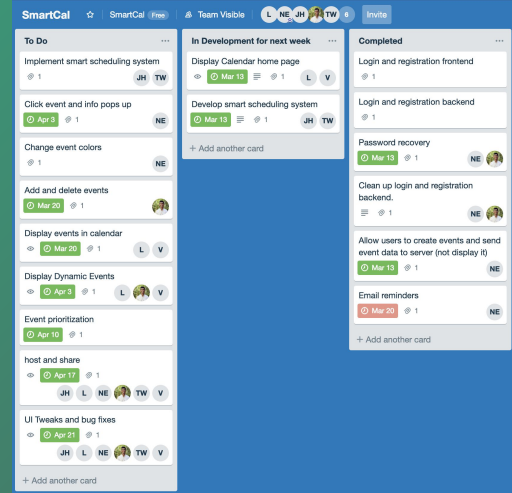 SmartCal ☆ SmartCal Free Team Visible L NE JH TW 6 Invite
To Do ...
Implement smart scheduling system
1 JH TW
Click event and info pops up
Apr 3 1 NE
Change event colors
1 NE
Add and delete events
Mar 20 1
Display events in calendar
Mar 20 1 L V
Display Dynamic Events
Apr 3 1 L V
Event prioritization
Apr 10 1
host and share
Apr 17 1
JH L NE TW V
UI Tweaks and bug fixes
Apr 21 1
JH L NE TW V
+ Add another card
In Development for next week ...
Display Calendar home page
Mar 13 1 L V
Develop smart scheduling system
Mar 13 1 JH TW
+ Add another card
Completed ...
Login and registration frontend
1
Login and registration backend
1
Password recovery
Mar 13 1 NE
Clean up login and registration
backend.
1 NE
Allow users to create events and send
event data to server (not display it)
Mar 13 1 NE
Email reminders
Mar 20 1 NE
+ Add another card